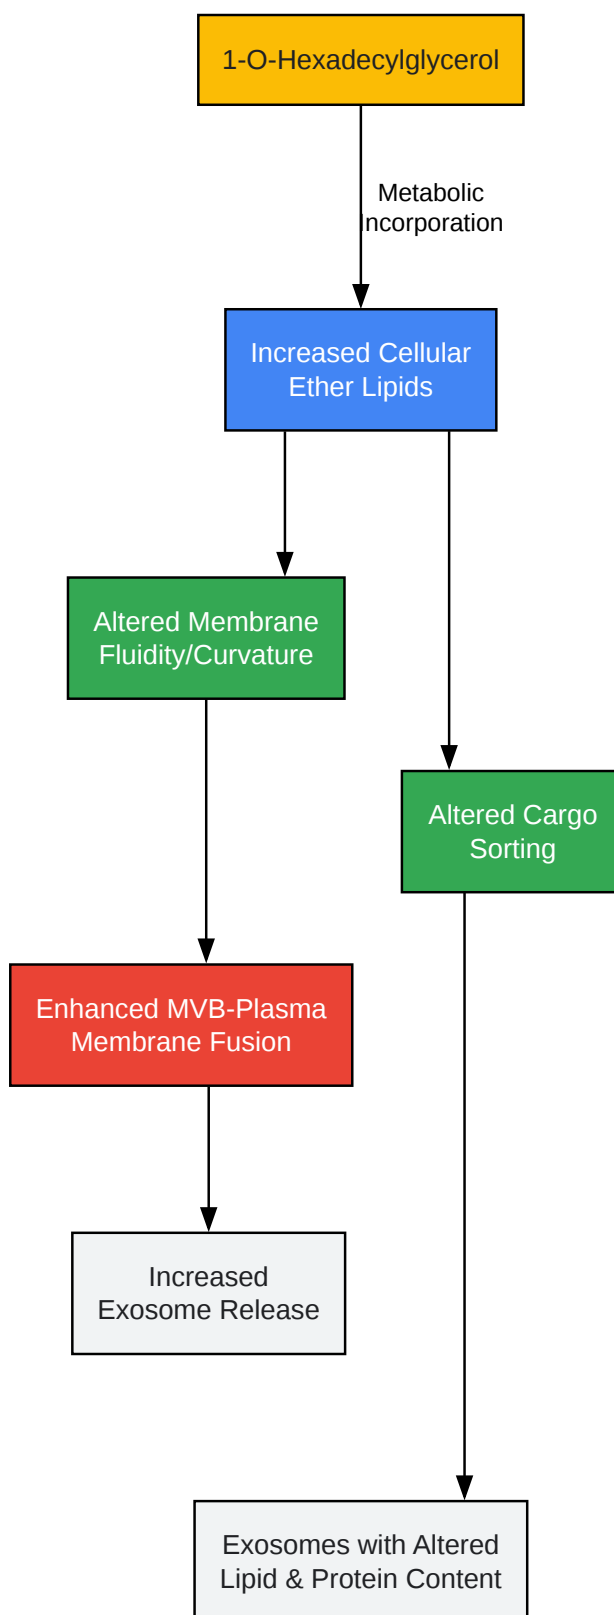 1-O-Hexadecylglycerol
Metabolic
Incorporation
Increased Cellular
Ether Lipids
Altered Membrane
Fluidity/Curvature
Altered Cargo
Sorting
Enhanced MVB-Plasma
Membrane Fusion
Increased
Exosome Release
Exosomes with Altered
Lipid & Protein Content